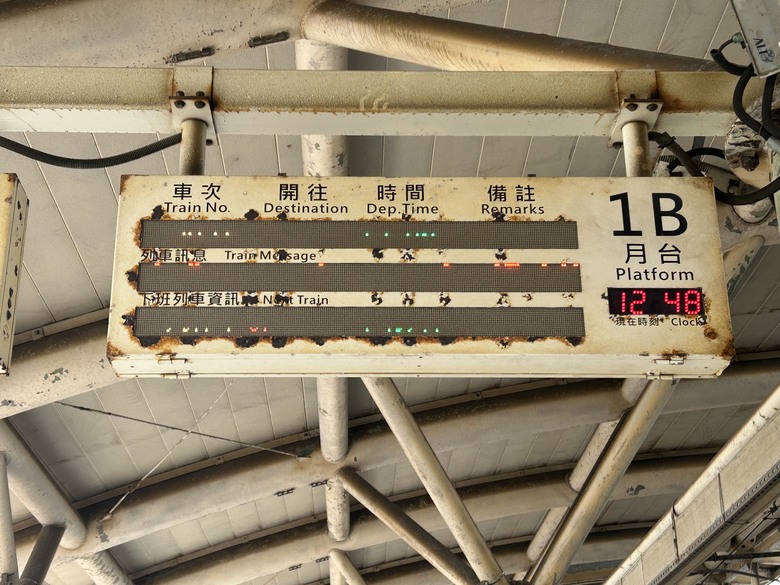 車次 開往 時間 備註
Train No. Destination Dep.Time Remarks
列車訊息 Train Message
下班列車資訊 Next Train
1B
月台
Platform
12 48
現在時刻 Clock